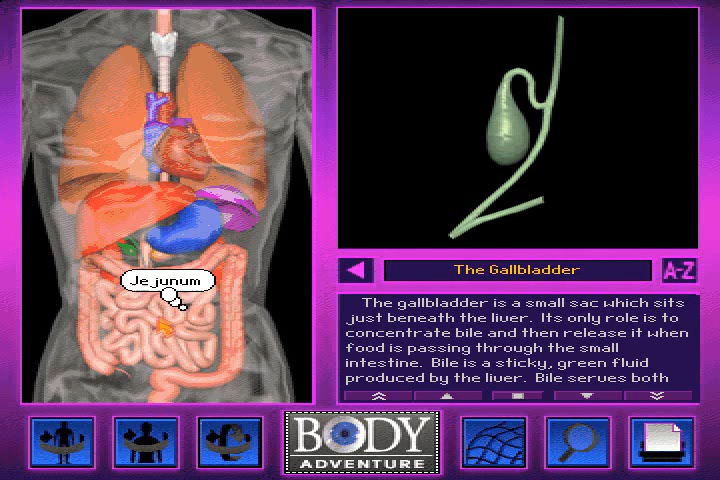 Jejunum
The Gallbladder
A-Z
The gallbladder is a small sac which sits
just beneath the liver. Its only role is to
concentrate bile and then release it when
food is passing through the small
intestine. Bile is a sticky, green fluid
produced by the liver. Bile serves both
BODY
ADVENTURE